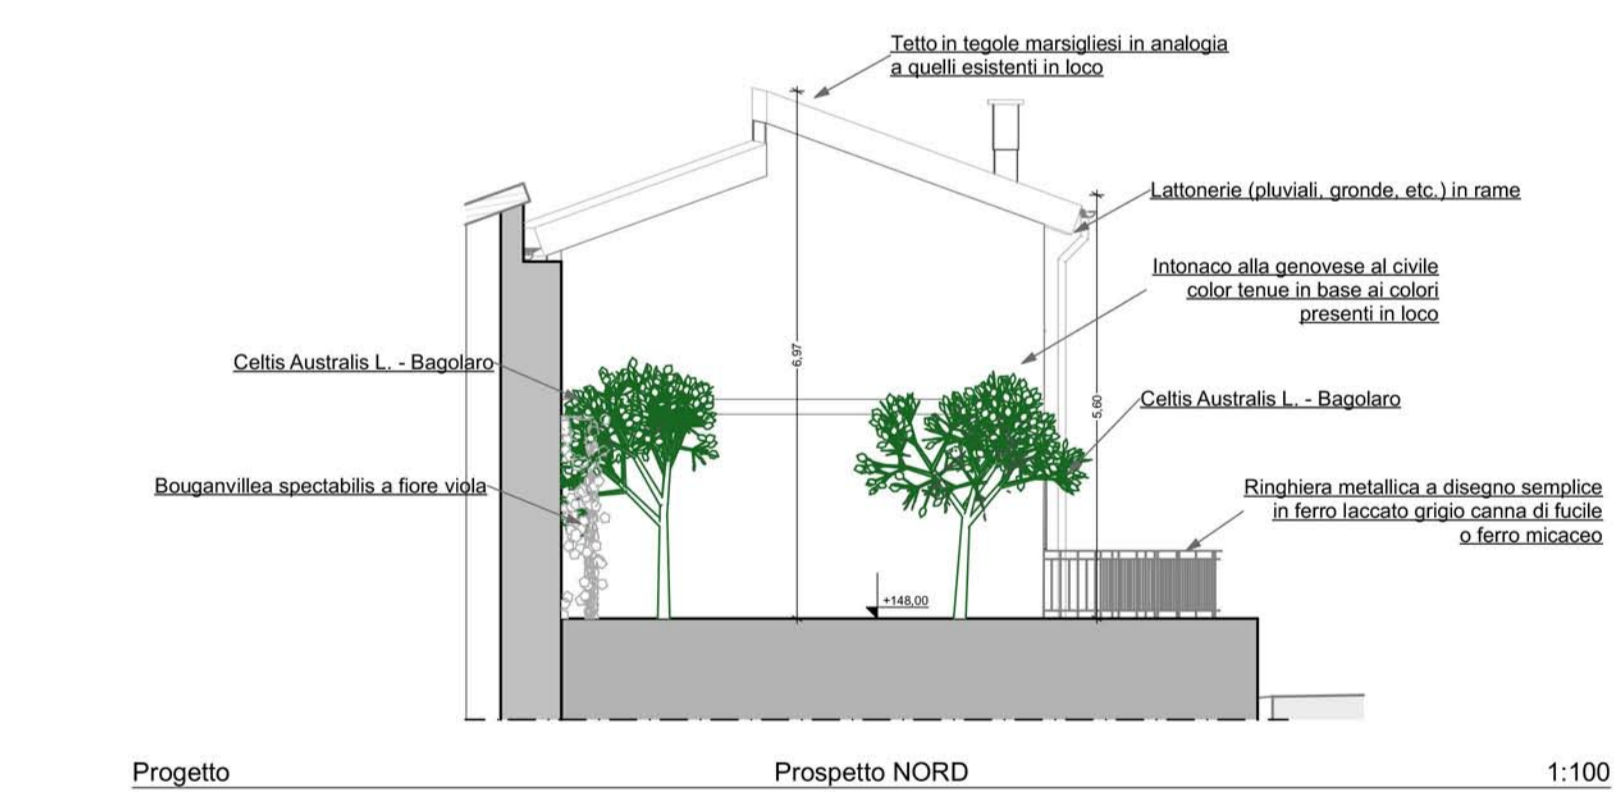 Tetto in tegole marsigliesi in analogia
a quelli esistenti in loco
Lattonerie (pluviali, gronde, etc.) in rame
Intonaco alla genovese al civile
color tenue in base ai colori
presenti in loco
6,97
Celtis Australis L. - Bagolaro
5,60
Celtis Australis L. - Bagolaro
Bouganvillea spectabilis a fiore viola
Ringhiera metallica a disegno semplice
in ferro laccato grigio canna di fucile
o ferro micaceo
+148,00
Progetto
Prospetto NORD
1:100